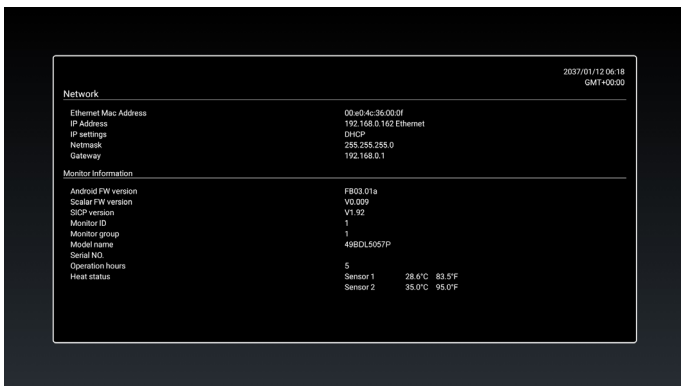 2037/01/12 06:18
GMT+00:00
Network
Ethernet Mac Address 00:e0:4c:36:00:0f
IP Address 192.168.0.162 Ethernet
IP settings DHCP
Netmask 255.255.255.0
Gateway 192.168.0.1
Monitor Information
Android FW version FB03.01a
Scalar FW version V0.009
SICP version V1.92
Monitor ID 1
Monitor group 1
Model name 49BDL5057P
Serial NO.
Operation hours 5
Heat status Sensor 1 28.6°C 83.5°F
Sensor 2 35.0°C 95.0°F